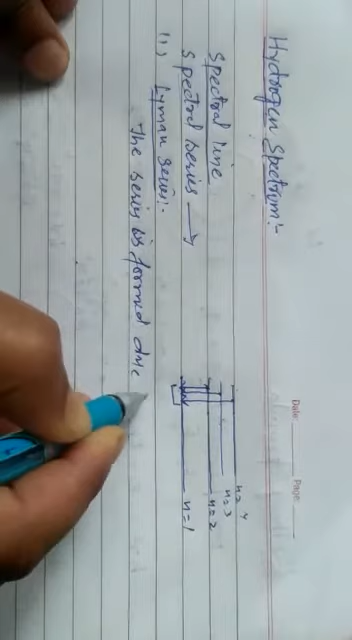 Date: Page:
Hydrogen Spectrum:-
Spectral line
Spectral series →
(1) Lyman series:-
The series is formed due
n=4
n=3
n=2
n=1